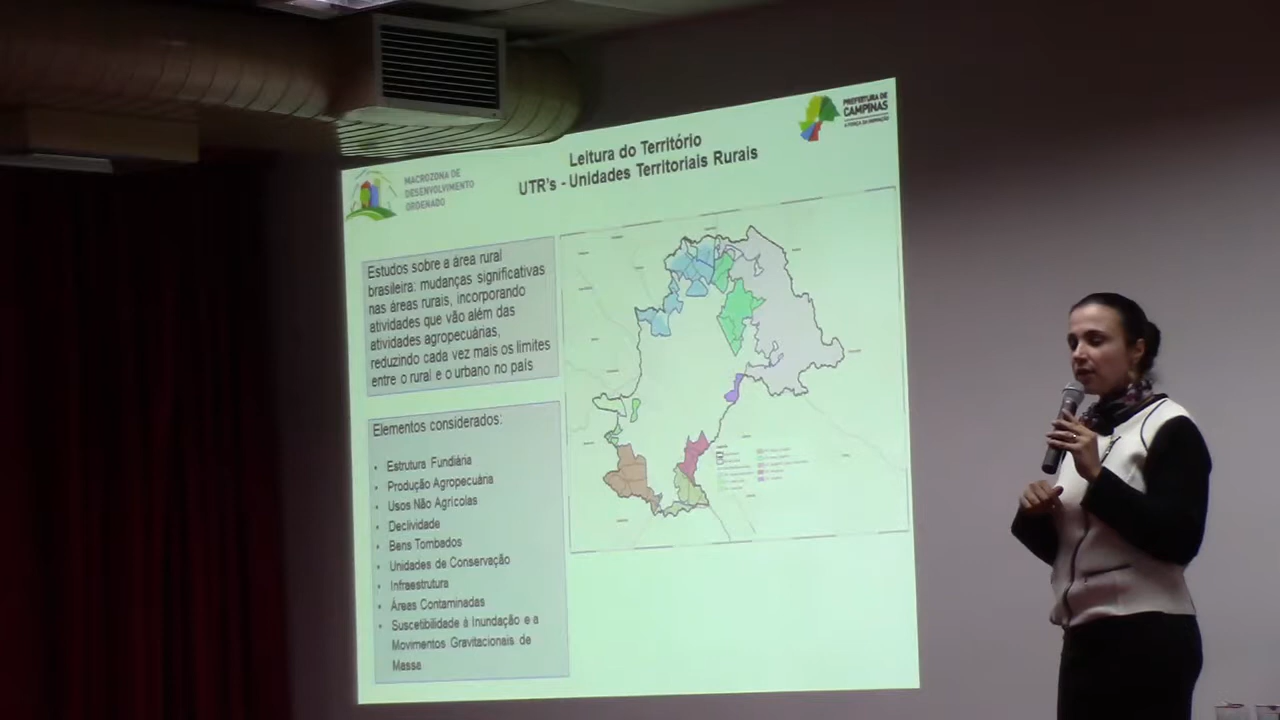 Leitura do Território
UTR's - Unidades Territoriais Rurais
PREFEITURA DE
CAMPINAS
MACROZONA DE
DESENVOLVIMENTO
ORDENADO
Estudos sobre a área rural
brasileira: mudanças significativas
nas áreas rurais, incorporando
atividades que vão além das
atividades agropecuárias,
reduzindo cada vez mais os limites
entre o rural e o urbano no país
Elementos considerados:
• Estrutura Fundiária
• Produção Agropecuária
• Usos Não Agrícolas
• Declividade
• Bens Tombados
• Unidades de Conservação
• Infraestrutura
• Áreas Contaminadas
• Suscetibilidade à Inundação e a
Movimentos Gravitacionais de
Massa